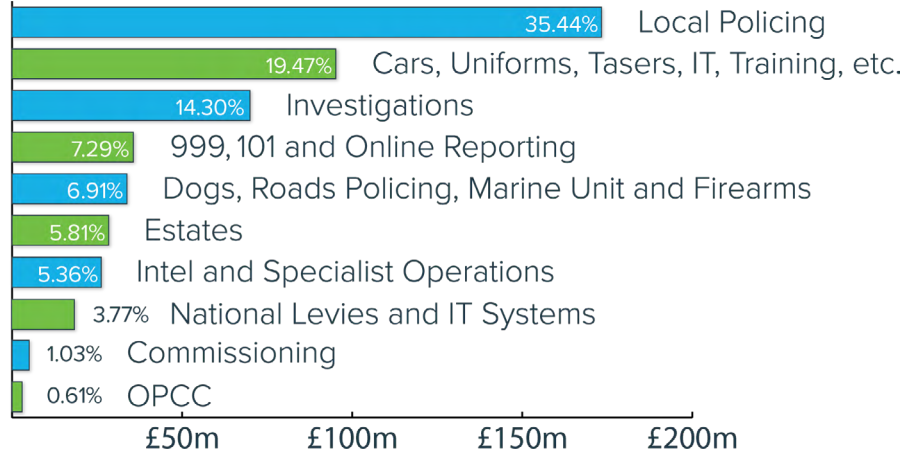 35.44% Local Policing
19.47% Cars, Uniforms, Tasers, IT, Training, etc.
14.30% Investigations
7.29% 999, 101 and Online Reporting
6.91% Dogs, Roads Policing, Marine Unit and Firearms
5.81% Estates
5.36% Intel and Specialist Operations
3.77% National Levies and IT Systems
1.03% Commissioning
0.61% OPCC
£50m £100m £150m £200m